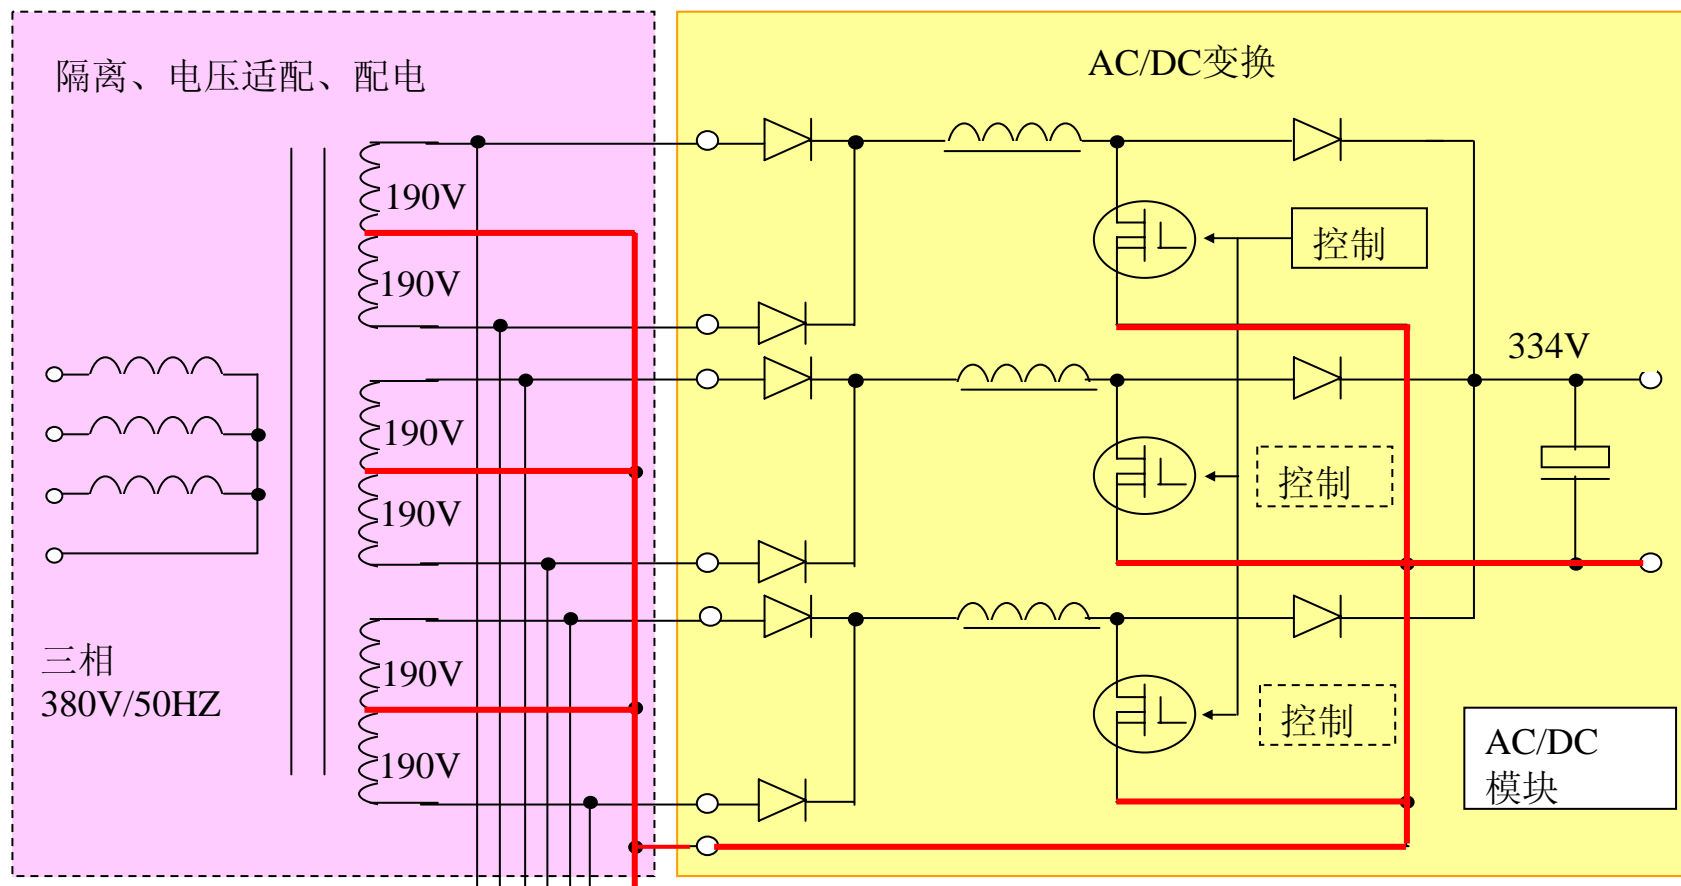 隔离、电压适配、配电
AC/DC变换
190V
190V
控制
334V
190V
190V
控制
三相
380V/50HZ
190V
190V
控制
AC/DC
模块